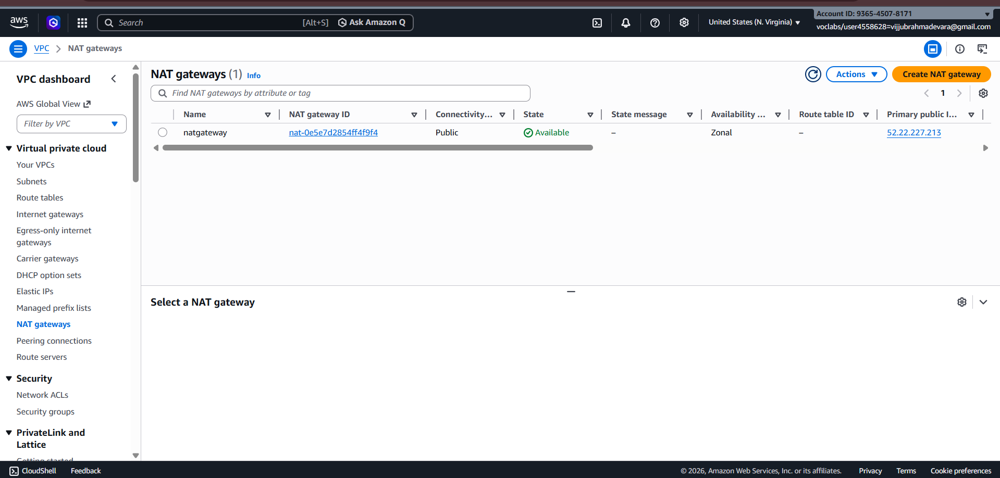 aws
Search [Alt+S] Ask Amazon Q
United States (N. Virginia)
Account ID: 9365-4507-8171
voclabs/user4558628=vijjubrahmadevara@gmail.com
VPC > NAT gateways
VPC dashboard
AWS Global View
Filter by VPC
Virtual private cloud
Your VPCs
Subnets
Route tables
Internet gateways
Egress-only internet
gateways
Carrier gateways
DHCP option sets
Elastic IPs
Managed prefix lists
NAT gateways
Peering connections
Route servers
Security
Network ACLs
Security groups
PrivateLink and
Lattice
Getting started
NAT gateways (1) Info
Actions
Create NAT gateway
Find NAT gateways by attribute or tag
1
Name NAT gateway ID Connectivity... State State message Availability ... Route table ID Primary public I...
natgateway nat-0e5e7d2854ff4f9f4 Public Available – Zonal – 52.22.227.213
Select a NAT gateway
CloudShell Feedback © 2026, Amazon Web Services, Inc. or its affiliates. Privacy Terms Cookie preferences